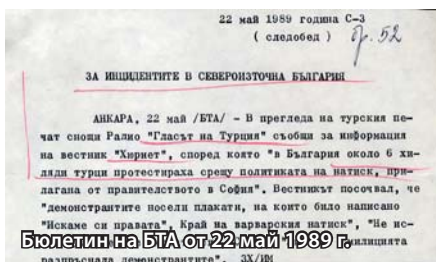 22 май 1989 година С-3
( следобед )
бр. 52
ЗА ИНЦИДЕНТИТЕ В СЕВЕРОИЗТОЧНА БЪЛГАРИЯ
АНКАРА, 22 май /БТА/ - В прегледа на турския пе-
чат снощи Радио "Гласът на Турция" съобщи за информация
на вестник "Хюриет", според която "в България около 6 хи-
ляди турци протестираха срещу политиката на натиск, при-
лагана от правителството в София". Вестникът посочвал, че
"демонстрантите носели плакати, на които било написано
"Искаме си правата", Край на варварския натиск", "Не ис-
милицията
Бюлетин на БТА от 22 май 1989 г.
разпръснала демонстрантите". ЗХ/ИМ